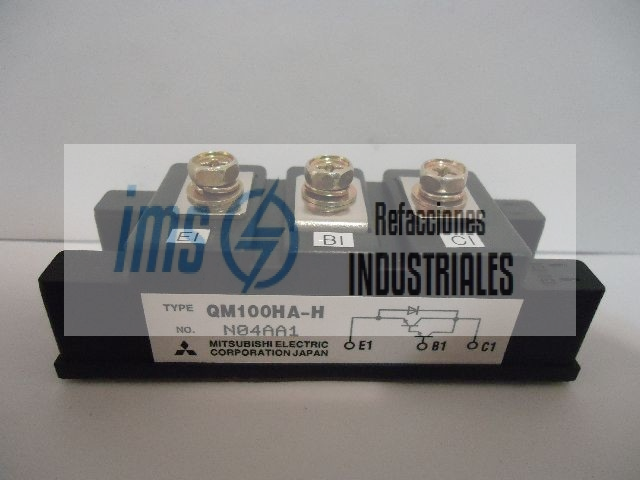 E1
B1
C1
ims
Refacciones
INDUSTRIALES
TYPE QM100HA-H
NO. N04AA1
MITSUBISHI ELECTRIC
CORPORATION JAPAN
E1 B1 C1